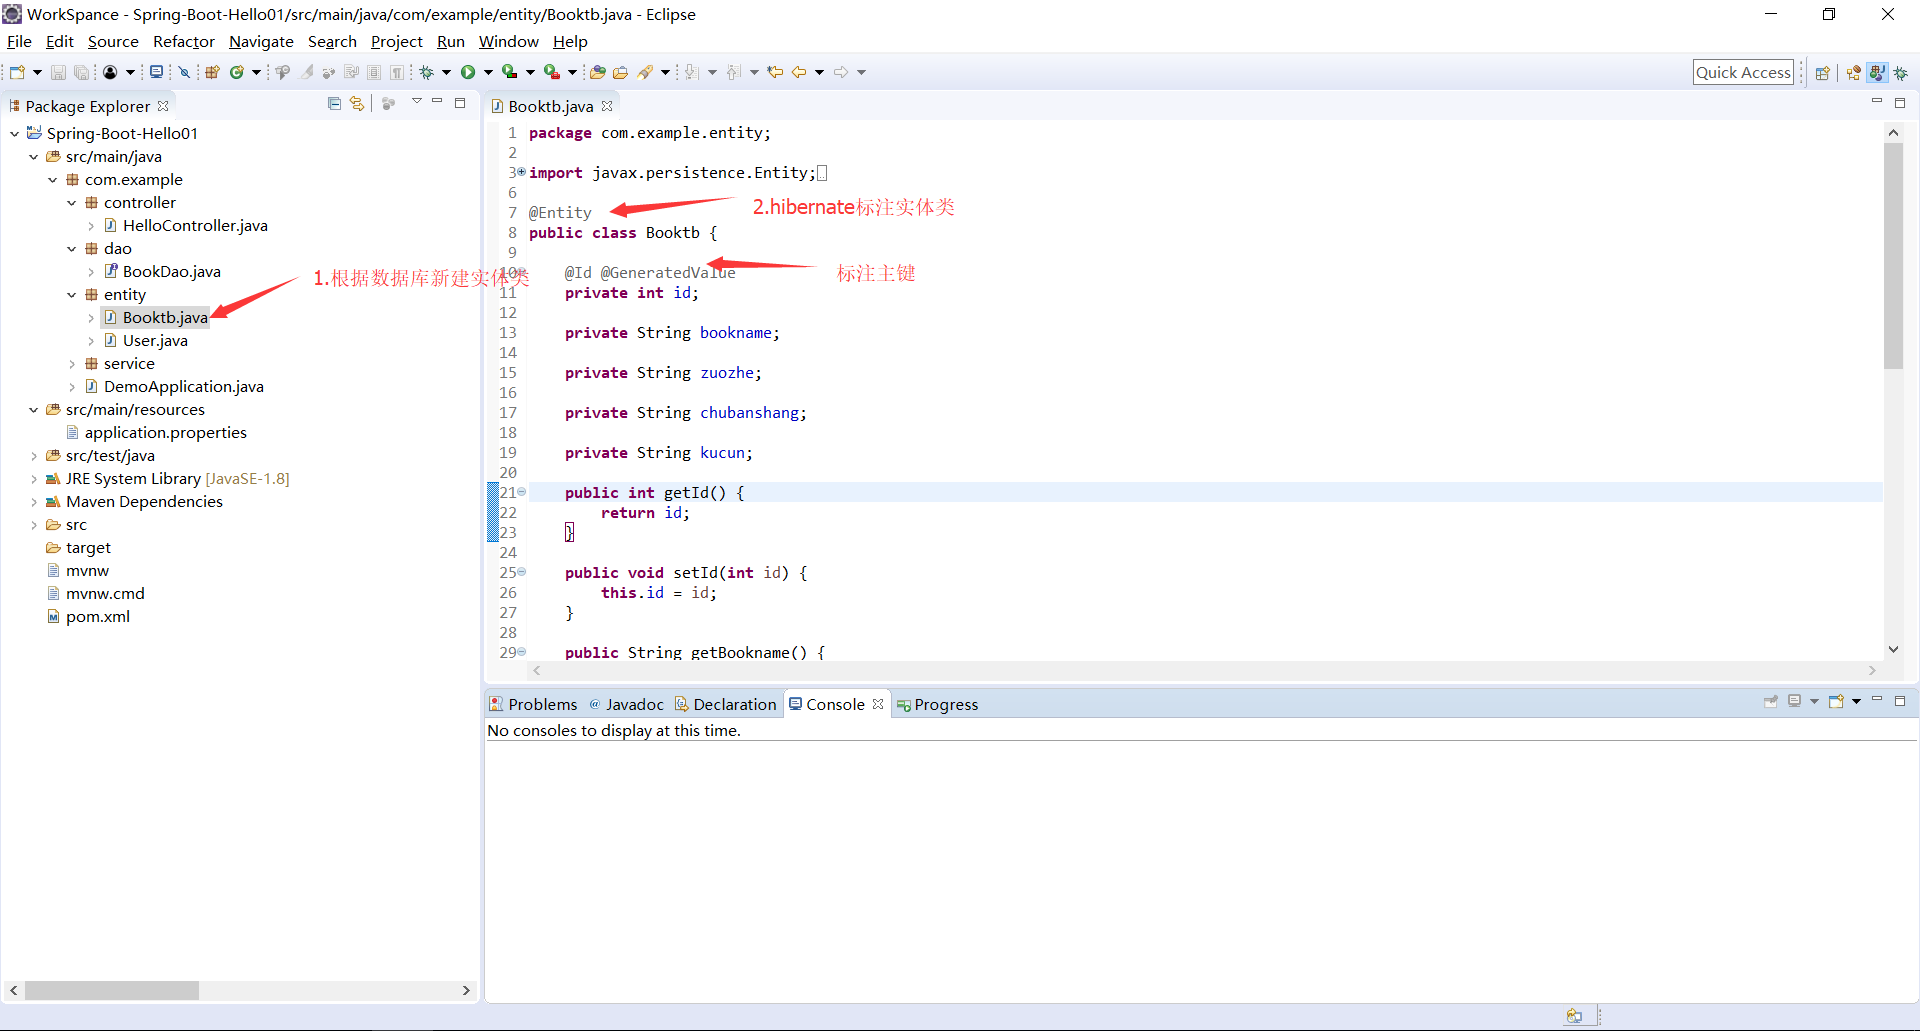 WorkSpance - Spring-Boot-Hello01/src/main/java/com/example/entity/Booktb.java - Eclipse
File Edit Source Refactor Navigate Search Project Run Window Help
Quick Access
Package Explorer
Spring-Boot-Hello01
src/main/java
com.example
controller
HelloController.java
dao
BookDao.java
entity
Booktb.java
User.java
service
DemoApplication.java
src/main/resources
application.properties
src/test/java
JRE System Library [JavaSE-1.8]
Maven Dependencies
src
target
mvnw
mvnw.cmd
pom.xml
1.根据数据库新建实体类
Booktb.java
1 package com.example.entity;
2
3 import javax.persistence.Entity;
6
7 @Entity
2.hibernate标注实体类
8 public class Booktb {
9
10 @Id @GeneratedValue
标注主键
11 private int id;
12
13 private String bookname;
14
15 private String zuozhe;
16
17 private String chubanshang;
18
19 private String kucun;
20
21 public int getId() {
22 return id;
23 }
24
25 public void setId(int id) {
26 this.id = id;
27 }
28
29 public String getBookname() {
Problems Javadoc Declaration Console Progress
No consoles to display at this time.